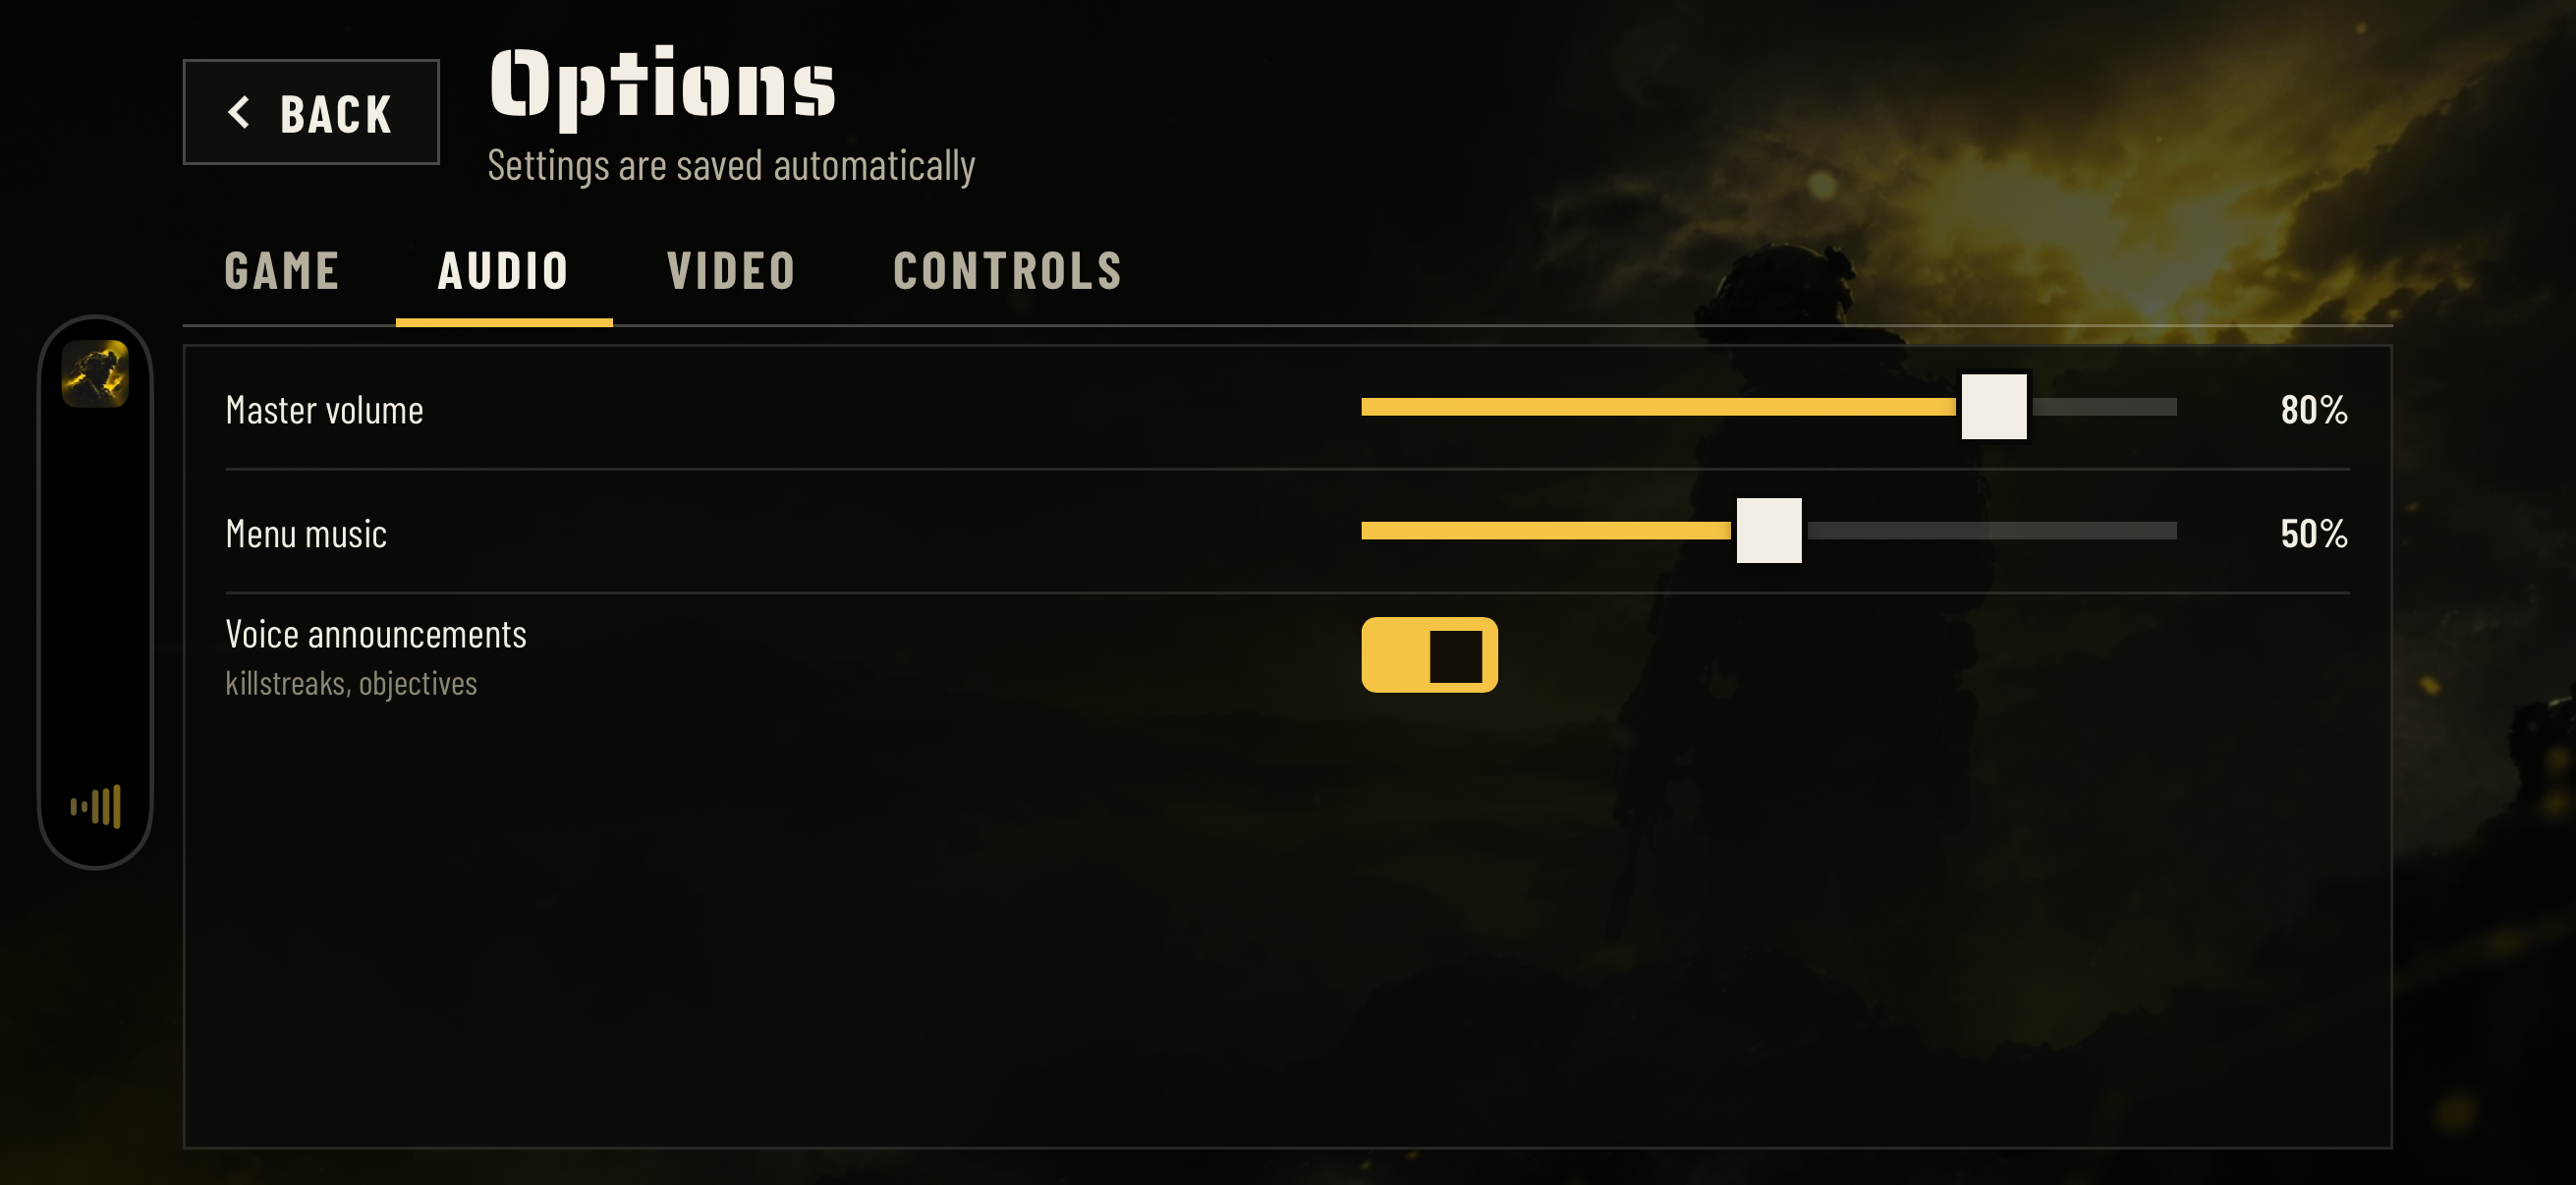 BACK
Options
Settings are saved automatically
GAME AUDIO VIDEO CONTROLS
Master volume 80%
Menu music 50%
Voice announcements
killstreaks, objectives